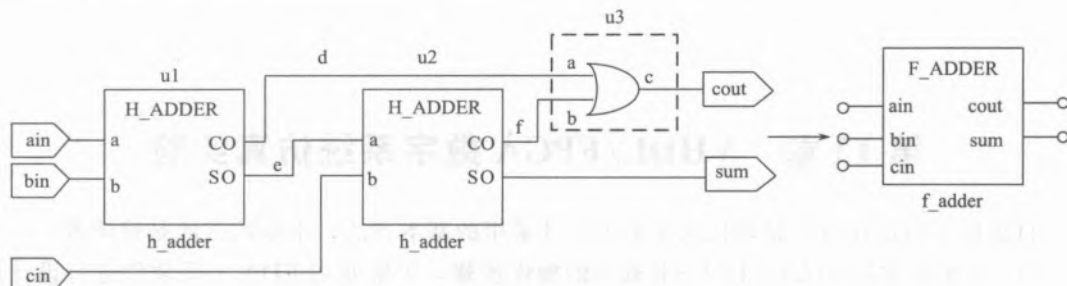 u3
d
u2
u1
a
c
F_ADDER
H_ADDER
H_ADDER
cout
b
ain
cout
ain
a
CO
f
a
CO
bin
sum
bin
b
SO
e
b
SO
sum
cin
h_adder
h_adder
f_adder
cin